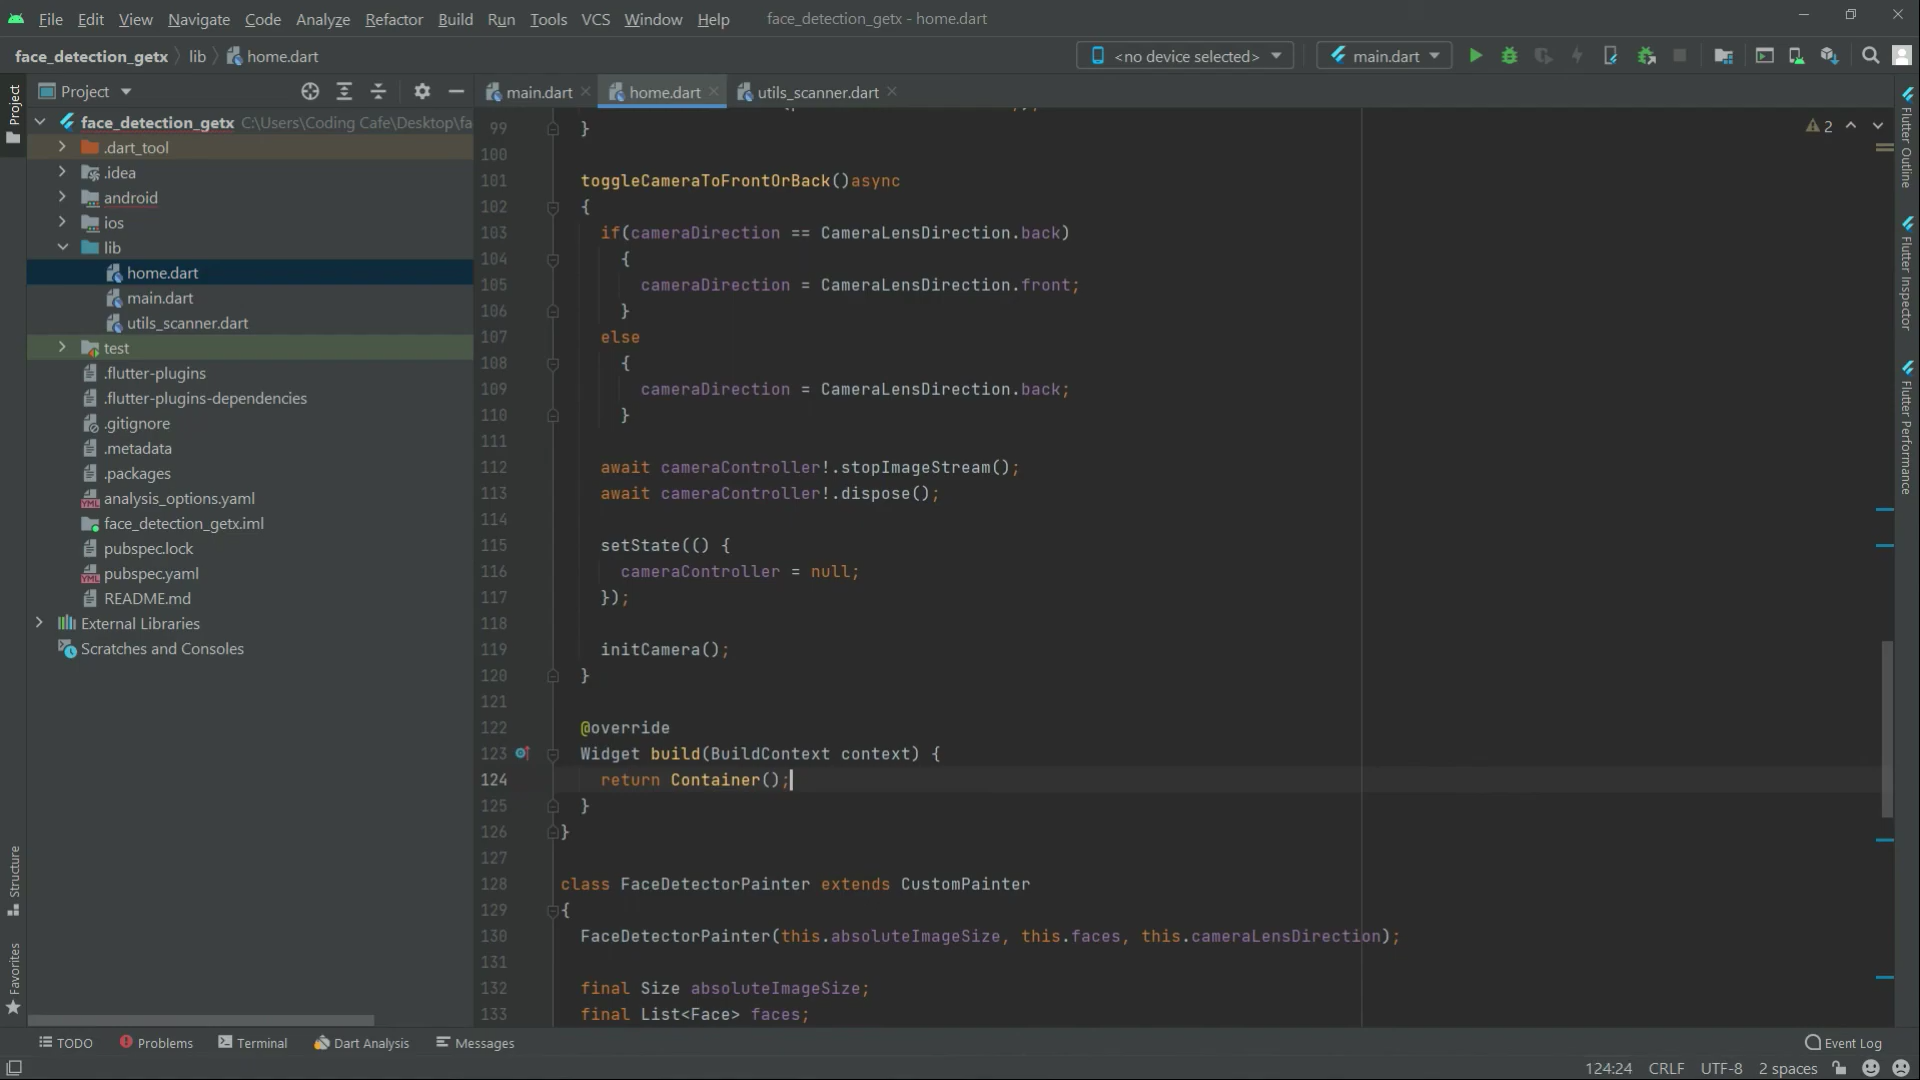 File Edit View Navigate Code Analyze Refactor Build Run Tools VCS Window Help face_detection_getx - home.dart
face_detection_getx lib home.dart <no device selected> main.dart
Project
Project main.dart home.dart utils_scanner.dart
face_detection_getx C:\Users\Coding Cafe\Desktop\fa
.dart_tool
.idea
android
ios
lib
home.dart
main.dart
utils_scanner.dart
test
.flutter-plugins
.flutter-plugins-dependencies
.gitignore
.metadata
.packages
analysis_options.yaml
face_detection_getx.iml
pubspec.lock
pubspec.yaml
README.md
External Libraries
Scratches and Consoles
Structure
Favorites
2
99 }
100
101 toggleCameraToFrontOrBack()async
102 {
103 if(cameraDirection == CameraLensDirection.back)
104 {
105 cameraDirection = CameraLensDirection.front;
106 }
107 else
108 {
109 cameraDirection = CameraLensDirection.back;
110 }
111
112 await cameraController!.stopImageStream();
113 await cameraController!.dispose();
114
115 setState(() {
116 cameraController = null;
117 });
118
119 initCamera();
120 }
121
122 @override
123 Widget build(BuildContext context) {
124 return Container();
125 }
126 }
127
128 class FaceDetectorPainter extends CustomPainter
129 {
130 FaceDetectorPainter(this.absoluteImageSize, this.faces, this.cameraLensDirection);
131
132 final Size absoluteImageSize;
133 final List<Face> faces;
Flutter Outline
Flutter Inspector
Flutter Performance
TODO Problems Terminal Dart Analysis Messages Event Log
124:24 CRLF UTF-8 2 spaces